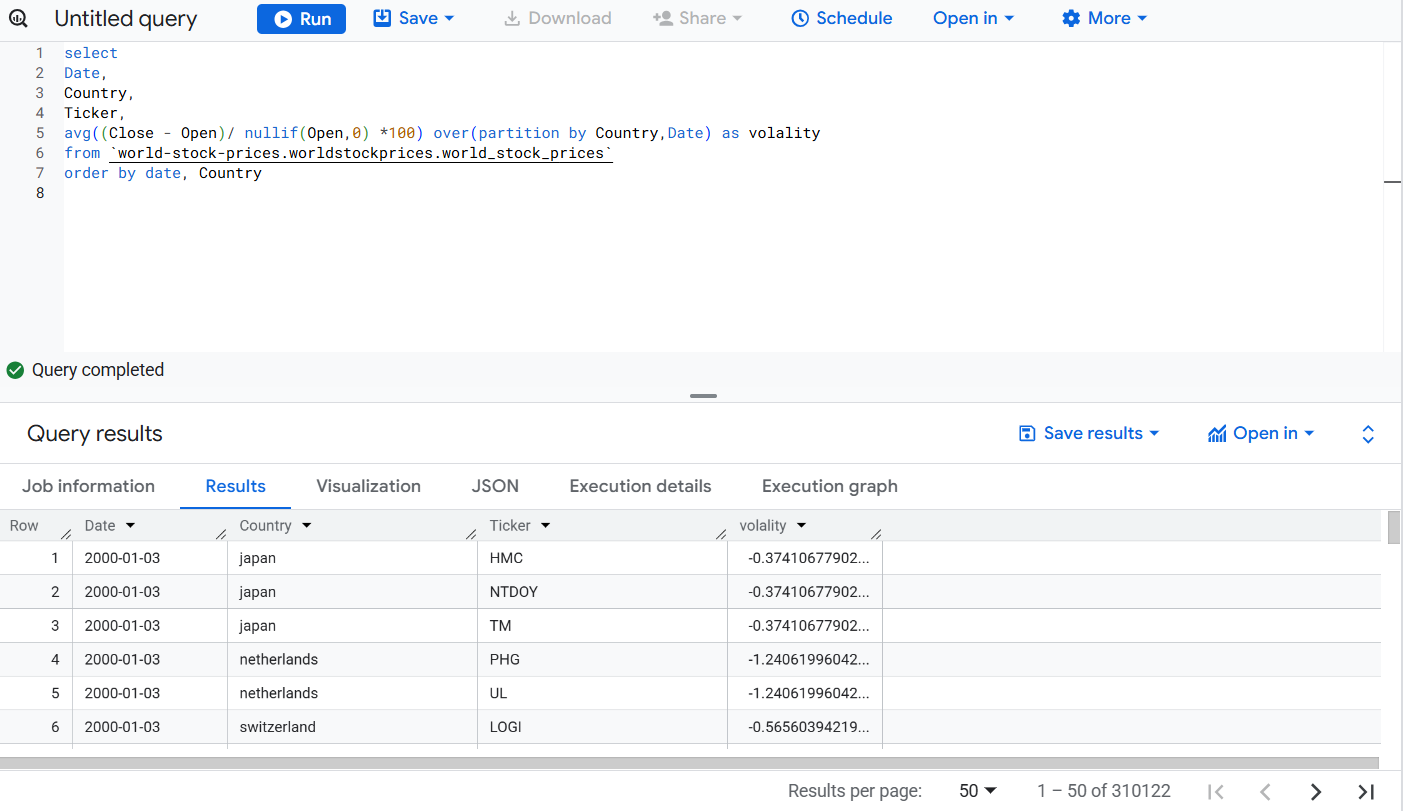 Untitled query Run Save Download Share Schedule Open in More
1 select
2 Date,
3 Country,
4 Ticker,
5 avg((Close - Open)/ nullif(Open,0) *100) over(partition by Country,Date) as volality
6 from `world-stock-prices.worldstockprices.world_stock_prices`
7 order by date, Country
8
Query completed
Query results Save results Open in
Job information Results Visualization JSON Execution details Execution graph
Row Date Country Ticker volality
1 2000-01-03 japan HMC -0.37410677902...
2 2000-01-03 japan NTDOY -0.37410677902...
3 2000-01-03 japan TM -0.37410677902...
4 2000-01-03 netherlands PHG -1.24061996042...
5 2000-01-03 netherlands UL -1.24061996042...
6 2000-01-03 switzerland LOGI -0.56560394219...
Results per page: 50 1 – 50 of 310122